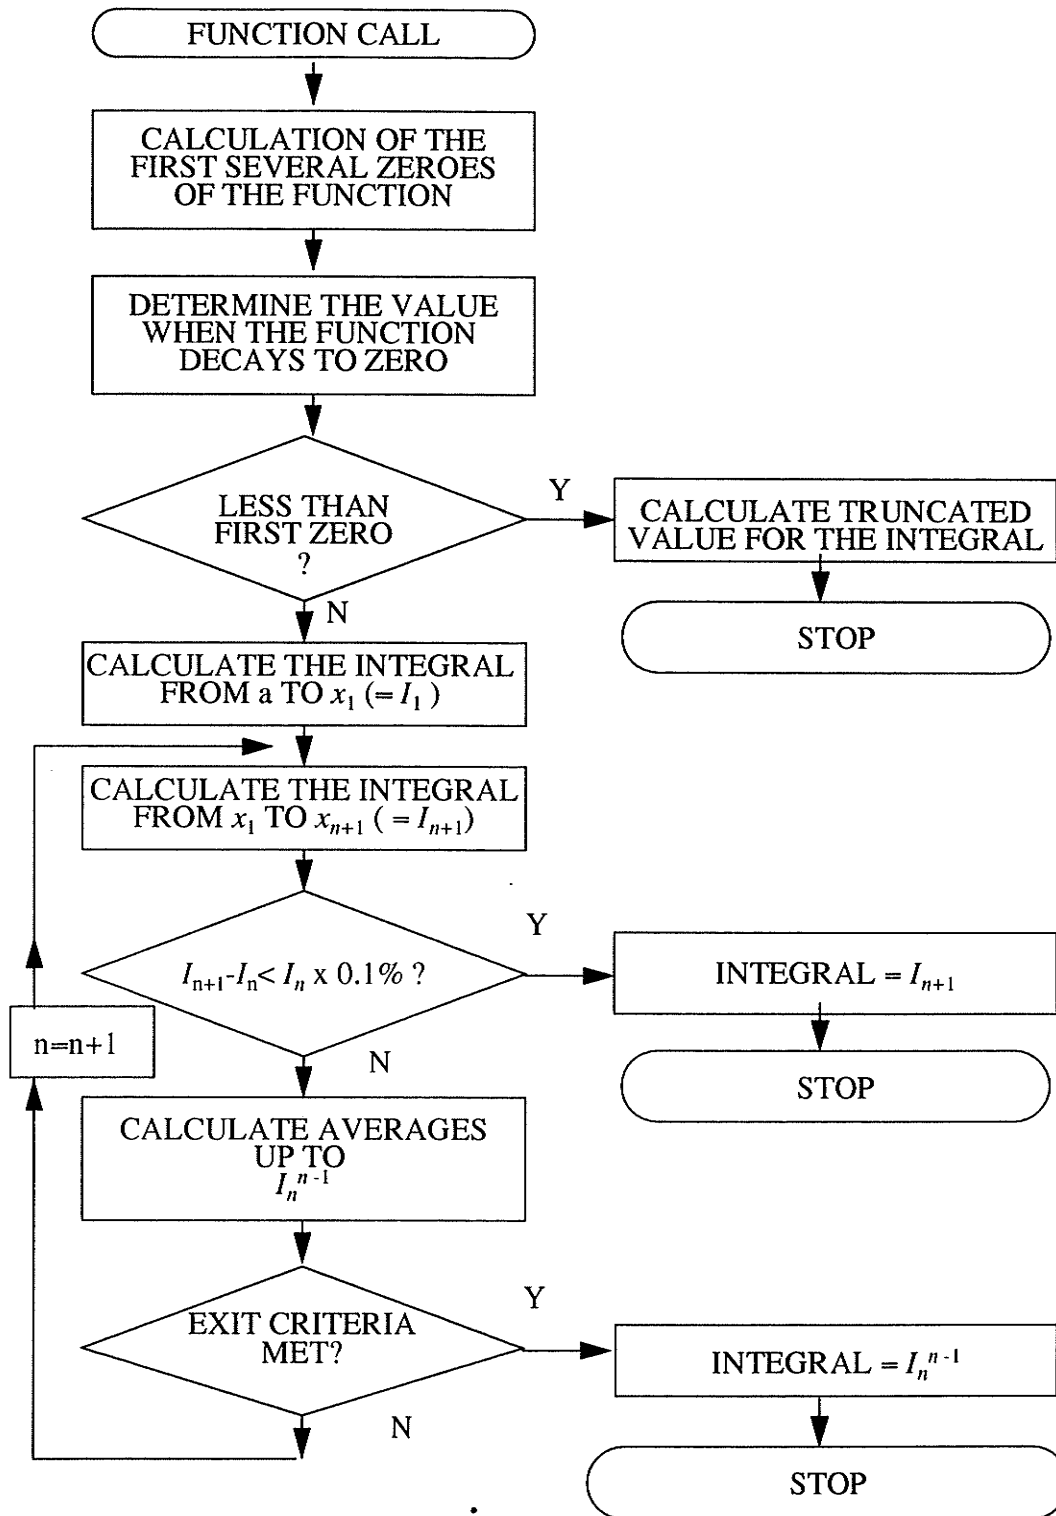 FUNCTION CALL
CALCULATION OF THE
FIRST SEVERAL ZEROES
OF THE FUNCTION
DETERMINE THE VALUE
WHEN THE FUNCTION
DECAYS TO ZERO
LESS THAN
FIRST ZERO
?
Y
CALCULATE TRUNCATED
VALUE FOR THE INTEGRAL
STOP
N
CALCULATE THE INTEGRAL
FROM a TO x₁ (= I₁ )
CALCULATE THE INTEGRAL
FROM x₁ TO xₙ₊₁ ( = Iₙ₊₁)
Iₙ₊₁-Iₙ< Iₙ x 0.1% ?
Y
INTEGRAL = Iₙ₊₁
STOP
n=n+1
N
CALCULATE AVERAGES
UP TO
Iₙⁿ⁻¹
EXIT CRITERIA
MET?
Y
INTEGRAL = Iₙⁿ⁻¹
STOP
N